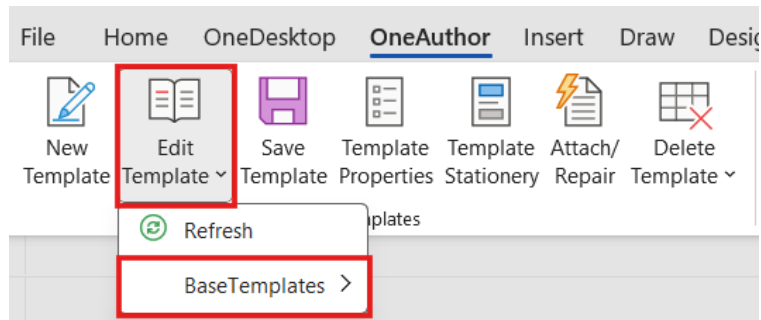 File Home OneDesktop OneAuthor Insert Draw
New Template
Edit Template
Save Template
Template Properties
Template Stationery
Attach/ Repair
Delete Template
Refresh
BaseTemplates